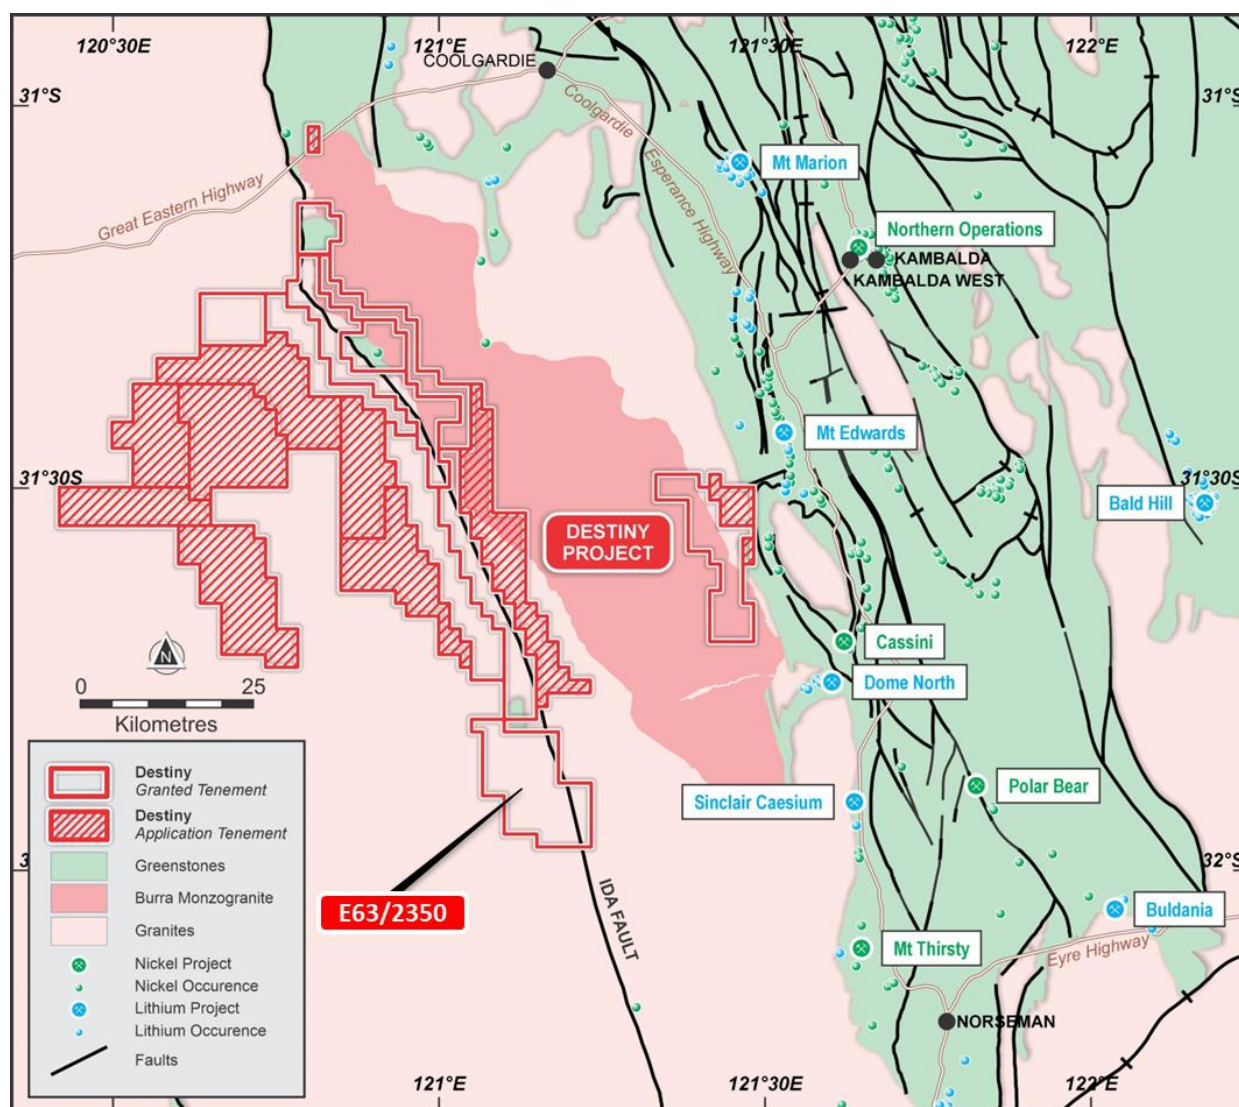 120°30E
121°E
121°30E
122°E
COOLGARDIE
31°S
31°S
Coolgardie
Esperance Highway
Great Eastern Highway
Mt Marion
Northern Operations
KAMBALDA
KAMBALDA WEST
Mt Edwards
31°30S
31°30S
Bald Hill
DESTINY
PROJECT
Cassini
Dome North
N
0
25
Kilometres
Polar Bear
Sinclair Caesium
32°S
E63/2350
IDA FAULT
Buldania
Mt Thirsty
Eyre Highway
NORSEMAN
Destiny
Granted Tenement
Destiny
Application Tenement
Greenstones
Burra Monzogranite
Granites
Nickel Project
Nickel Occurence
Lithium Project
Lithium Occurence
Faults
121°E
121°30E
122°E